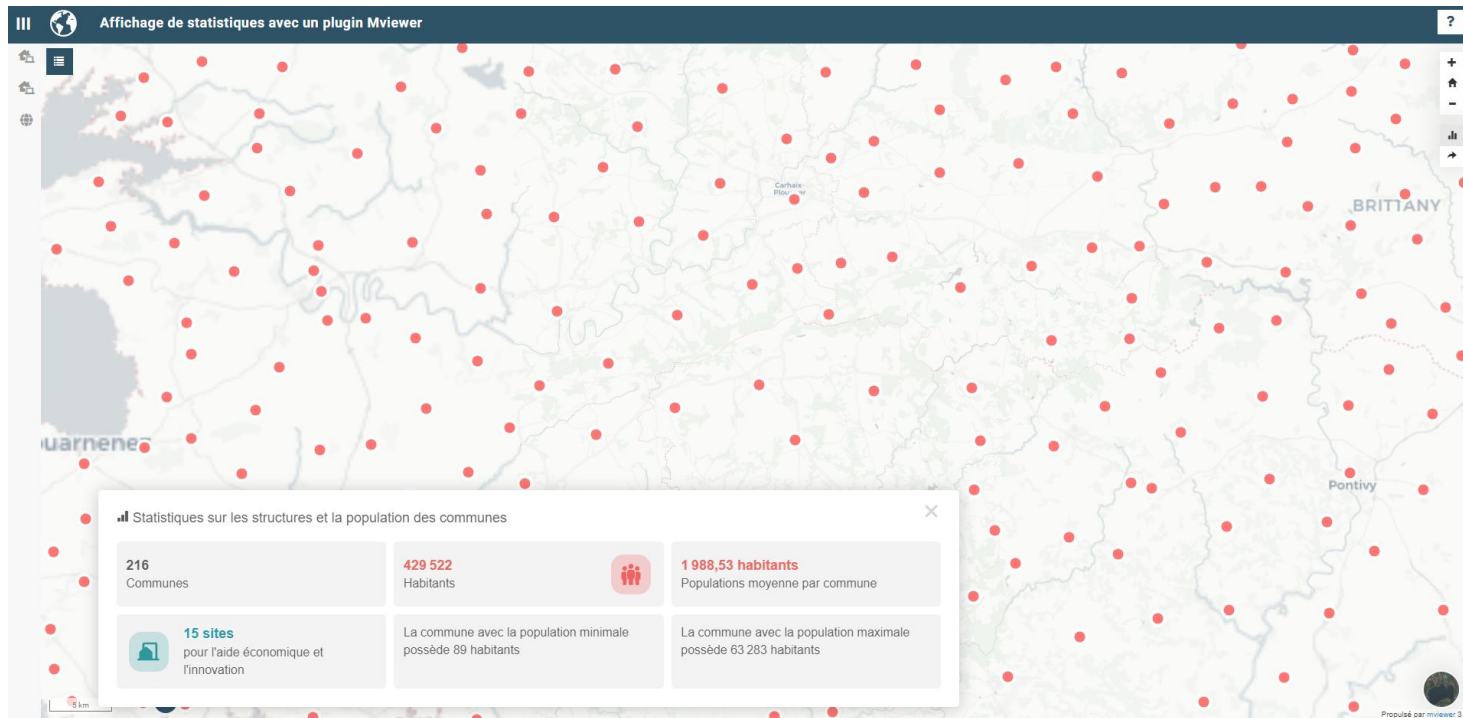 Affichage de statistiques avec un plugin Mviewer
?
+
−
Carhaix-
BRITTANY
uarnenez
Pontivy
Statistiques sur les structures et la population des communes
×
216
Communes
429 522
Habitants
1 988,53 habitants
Populations moyenne par commune
15 sites
pour l'aide économique et
l'innovation
La commune avec la population minimale
possède 89 habitants
La commune avec la population maximale
possède 63 283 habitants
5 km
Propulsé par mviewer 3.